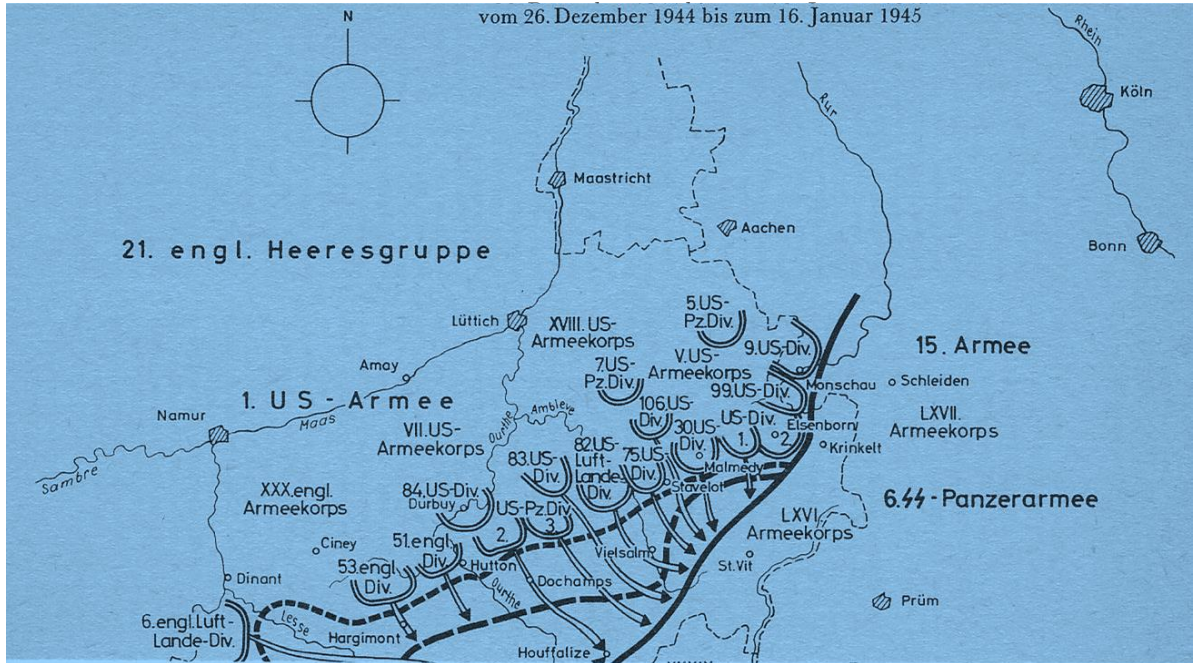 vom 26. Dezember 1944 bis zum 16. Januar 1945
N
Rhein
Köln
Rur
Maastricht
Aachen
Bonn
21. engl. Heeresgruppe
Lüttich
XVIII. US-
Armeekorps
5.US-
Pz.Div.
9.US-Div.
15. Armee
V.US-
Armeekorps
7.US-
Pz.Div.
Amay
Monschau
Schleiden
99.US-Div.
1. US-Armee
Namur
Maas
Ourthe
Amblève
106.US-
Div.
US-Div.
1.
2.
Elsenborn
LXVII.
Armeekorps
Krinkelt
VII.US-
Armeekorps
30.US-
Div.
Malmedy
82.US-
Luft-
Lande-
Div.
75.US-
Div.
Stavelot
83.US-
Div.
Sambre
XXX.engl.
Armeekorps
84.US-Div.
Durbuy
US-Pz.Div.
2.
3.
6.SS-Panzerarmee
LXVI.
Armeekorps
Ciney
51.engl.
Div.
Hutton
Vielsalm
St.Vit
53.engl.
Div.
Dochamps
Dinant
Ourthe
Prüm
6.engl.Luft-
Lande-Div.
Lesse
Hargimont
Houffalize